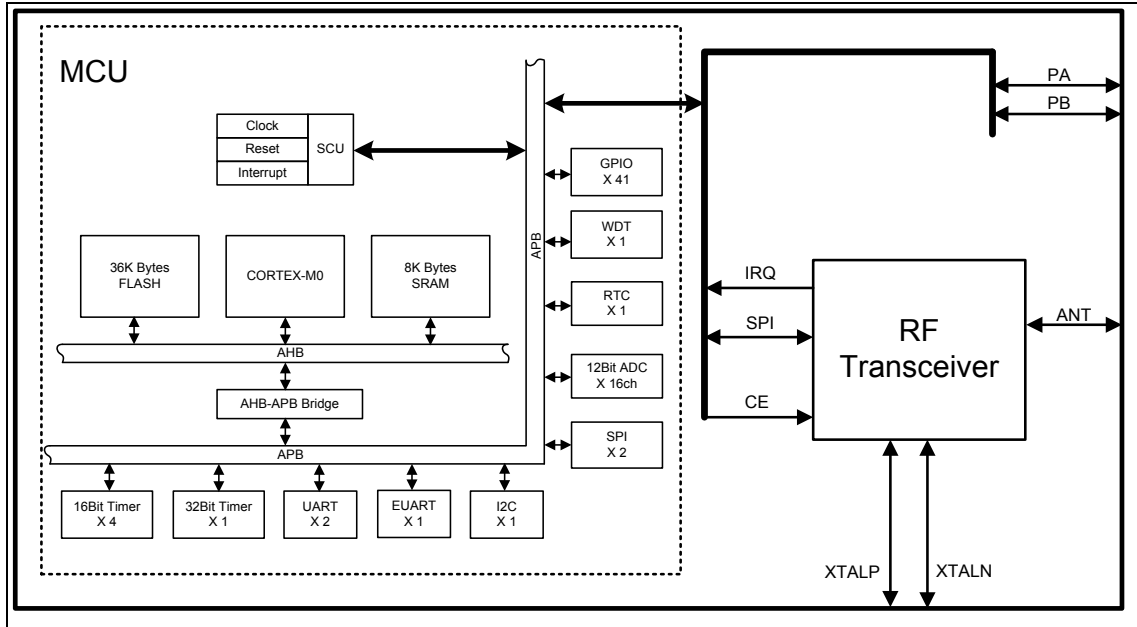 MCU
Clock
Reset
Interrupt
SCU
PA
PB
GPIO
X 41
WDT
X 1
APB
36K Bytes
FLASH
CORTEX-M0
8K Bytes
SRAM
RTC
X 1
IRQ
SPI
CE
RF
Transceiver
ANT
AHB
12Bit ADC
X 16ch
AHB-APB Bridge
SPI
X 2
APB
16Bit Timer
X 4
32Bit Timer
X 1
UART
X 2
EUART
X 1
I2C
X 1
XTALP
XTALN